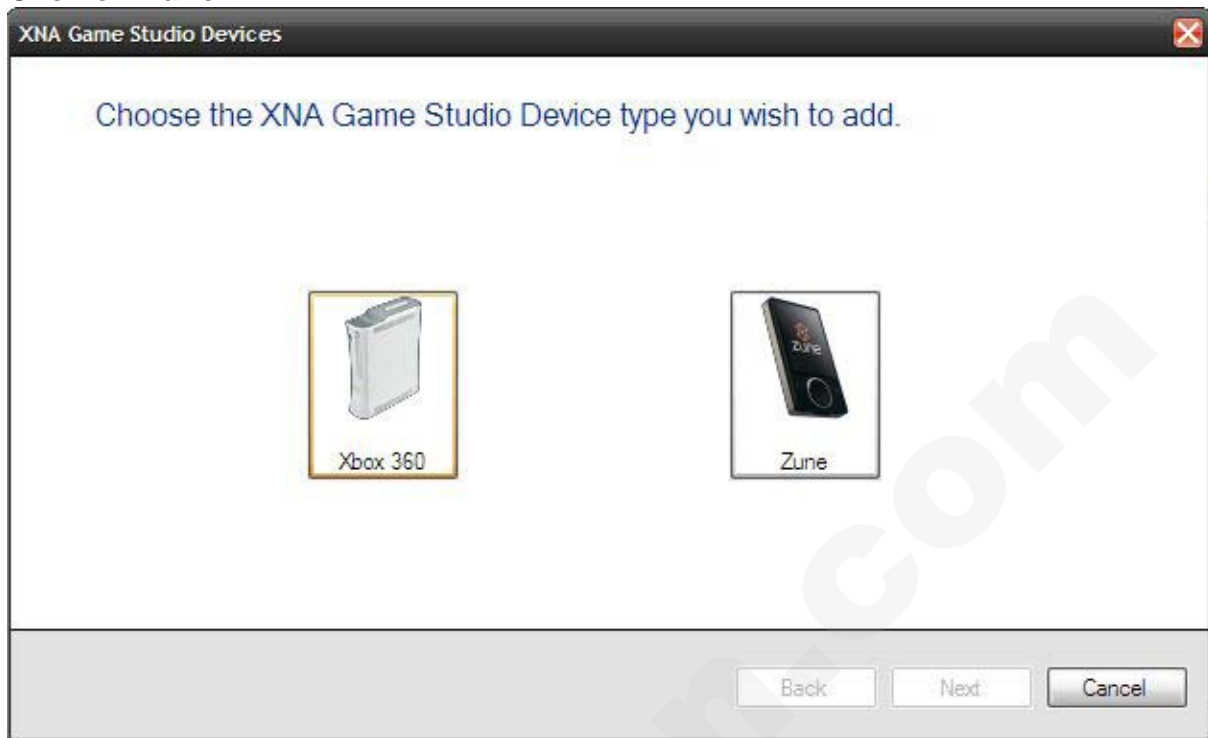 XNA Game Studio Devices
Choose the XNA Game Studio Device type you wish to add.
zune
Xbox 360
Zune
Back
Next
Cancel